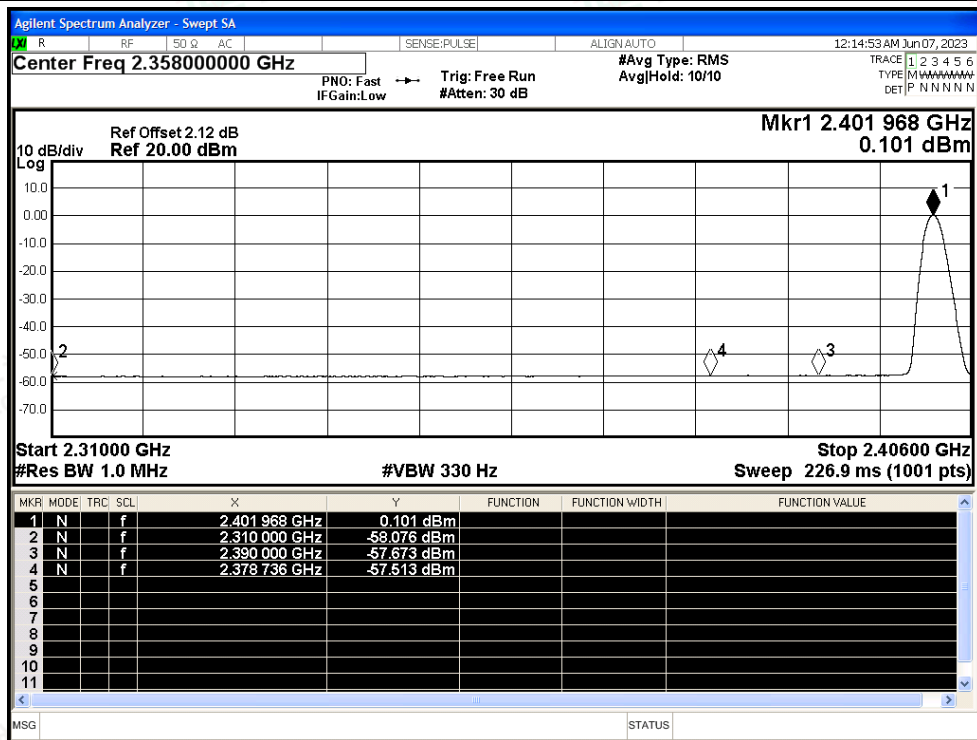 Agilent Spectrum Analyzer - Swept SA
LXI R RF 50 Ω AC SENSE:PULSE ALIGN AUTO 12:14:53 AM Jun 07, 2023
Center Freq 2.358000000 GHz #Avg Type: RMS TRACE 1 2 3 4 5 6
PNO: Fast Trig: Free Run Avg|Hold: 10/10 TYPE M WWWWW
IFGain:Low #Atten: 30 dB DET P N N N N N
Mkr1 2.401 968 GHz
Ref Offset 2.12 dB
10 dB/div Ref 20.00 dBm 0.101 dBm
Log
10.0
1
0.00
-10.0
-20.0
-30.0
-40.0
-50.0 2 4 3
-60.0
-70.0
Start 2.31000 GHz Stop 2.40600 GHz
#Res BW 1.0 MHz #VBW 330 Hz Sweep 226.9 ms (1001 pts)
MKR MODE TRC SCL X Y FUNCTION FUNCTION WIDTH FUNCTION VALUE
1 N f 2.401 968 GHz 0.101 dBm
2 N f 2.310 000 GHz -58.076 dBm
3 N f 2.390 000 GHz -57.673 dBm
4 N f 2.378 736 GHz -57.513 dBm
5
6
7
8
9
10
11
MSG STATUS